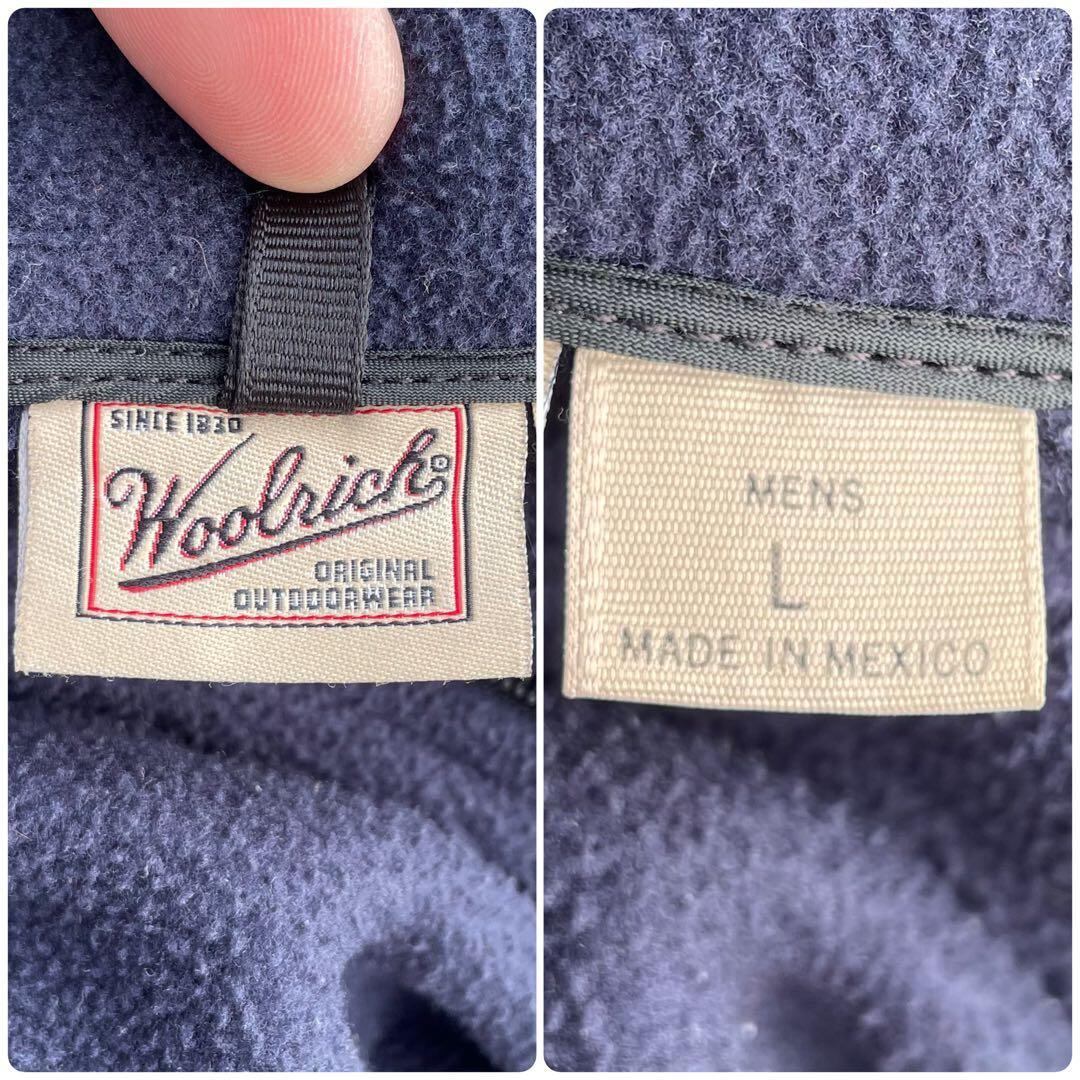 SINCE 1830
Woolrich®
ORIGINAL
OUTDOORWEAR
MENS
L
MADE IN MEXICO